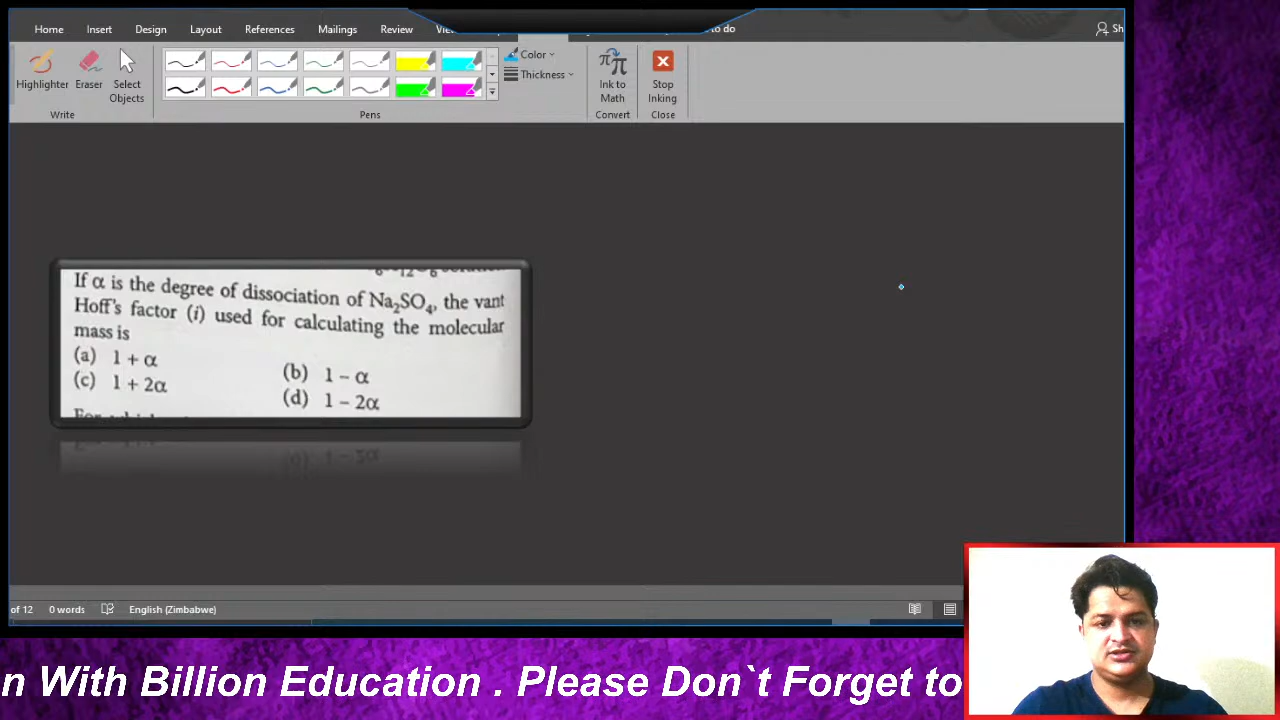 Home Insert Design Layout References Mailings Review to do
Highlighter Eraser Select Objects
Color
Thickness
Ink to Math
Stop Inking
Write Pens Convert Close
If α is the degree of dissociation of Na₂SO₄, the vant
Hoff's factor (i) used for calculating the molecular
mass is
(a) 1 + α
(b) 1 – α
(c) 1 + 2α
(d) 1 – 2α
of 12 0 words English (Zimbabwe)
n With Billion Education . Please Don`t Forget to